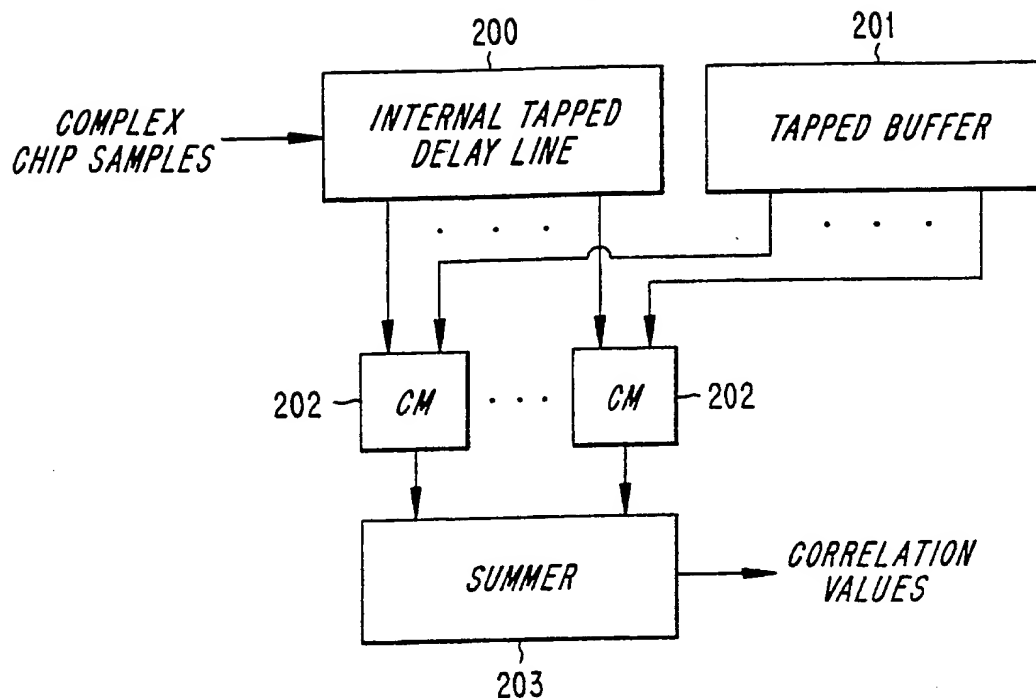 200
201
COMPLEX
CHIP SAMPLES
INTERNAL TAPPED
DELAY LINE
TAPPED BUFFER
. . .
. . .
202
CM
. . .
CM
202
SUMMER
CORRELATION
VALUES
203